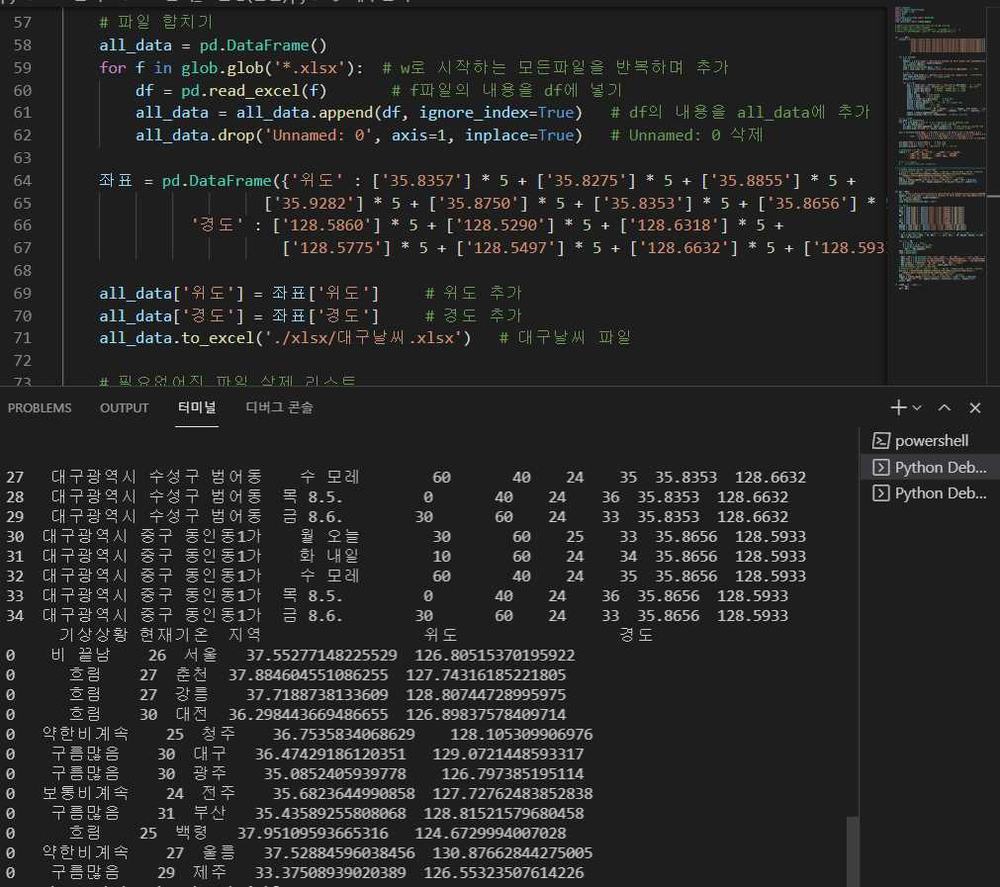 57 # 파일 합치기
58 all_data = pd.DataFrame()
59 for f in glob.glob('*.xlsx'): # w로 시작하는 모든파일을 반복하며 추가
60 df = pd.read_excel(f) # f파일의 내용을 df에 넣기
61 all_data = all_data.append(df, ignore_index=True) # df의 내용을 all_data에 추가
62 all_data.drop('Unnamed: 0', axis=1, inplace=True) # Unnamed: 0 삭제
63
64 좌표 = pd.DataFrame({'위도' : ['35.8357'] * 5 + ['35.8275'] * 5 + ['35.8855'] * 5 +
65 ['35.9282'] * 5 + ['35.8750'] * 5 + ['35.8353'] * 5 + ['35.8656'] *
66 '경도' : ['128.5860'] * 5 + ['128.5290'] * 5 + ['128.6318'] * 5 +
67 ['128.5775'] * 5 + ['128.5497'] * 5 + ['128.6632'] * 5 + ['128.593
68
69 all_data['위도'] = 좌표['위도'] # 위도 추가
70 all_data['경도'] = 좌표['경도'] # 경도 추가
71 all_data.to_excel('./xlsx/대구날씨.xlsx') # 대구날씨 파일
72
73 # 필요없어진 파일 삭제 리스트
PROBLEMS OUTPUT 터미널 디버그 콘솔
powershell
Python Deb...
Python Deb...
27 대구광역시 수성구 범어동 수 모레 60 40 24 35 35.8353 128.6632
28 대구광역시 수성구 범어동 목 8.5. 0 40 24 36 35.8353 128.6632
29 대구광역시 수성구 범어동 금 8.6. 30 60 24 33 35.8353 128.6632
30 대구광역시 중구 동인동1가 월 오늘 30 60 25 33 35.8656 128.5933
31 대구광역시 중구 동인동1가 화 내일 10 60 24 34 35.8656 128.5933
32 대구광역시 중구 동인동1가 수 모레 60 40 24 35 35.8656 128.5933
33 대구광역시 중구 동인동1가 목 8.5. 0 40 24 36 35.8656 128.5933
34 대구광역시 중구 동인동1가 금 8.6. 30 60 24 33 35.8656 128.5933
기상상황 현재기온 지역 위도 경도
0 비 끝남 26 서울 37.55277148225529 126.80515370195922
0 흐림 27 춘천 37.884604551086255 127.74316185221805
0 흐림 27 강릉 37.7188738133609 128.80744728995975
0 흐림 30 대전 36.298443669486655 126.89837578409714
0 약한비계속 25 청주 36.7535834068629 128.105309906976
0 구름많음 30 대구 36.47429186120351 129.0721448593317
0 구름많음 30 광주 35.0852405939778 126.797385195114
0 보통비계속 24 전주 35.6823644990858 127.72762483852838
0 구름많음 31 부산 35.43589255808068 128.81521579680458
0 흐림 25 백령 37.95109593665316 124.6729994007028
0 약한비계속 27 울릉 37.52884596038456 130.87662844275005
0 구름많음 29 제주 33.37508939020389 126.55323507614226